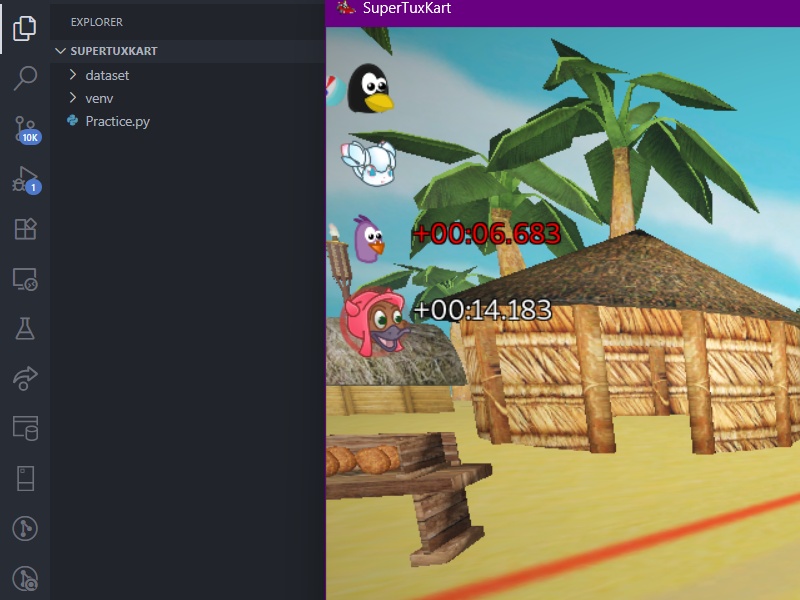 EXPLORER
SUPERTUXKART
dataset
venv
Practice.py
10K
1
SuperTuxKart
+00:06.683
+00:14.183